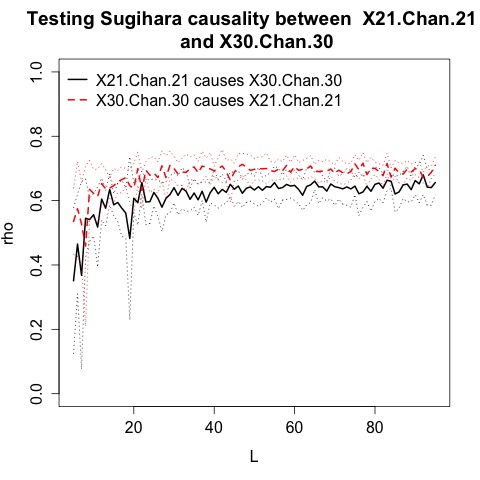 Testing Sugihara causality between X21.Chan.21
and X30.Chan.30
X21.Chan.21 causes X30.Chan.30
X30.Chan.30 causes X21.Chan.21
rho
1.0
0.8
0.6
0.4
0.2
0.0
20 40 60 80
L